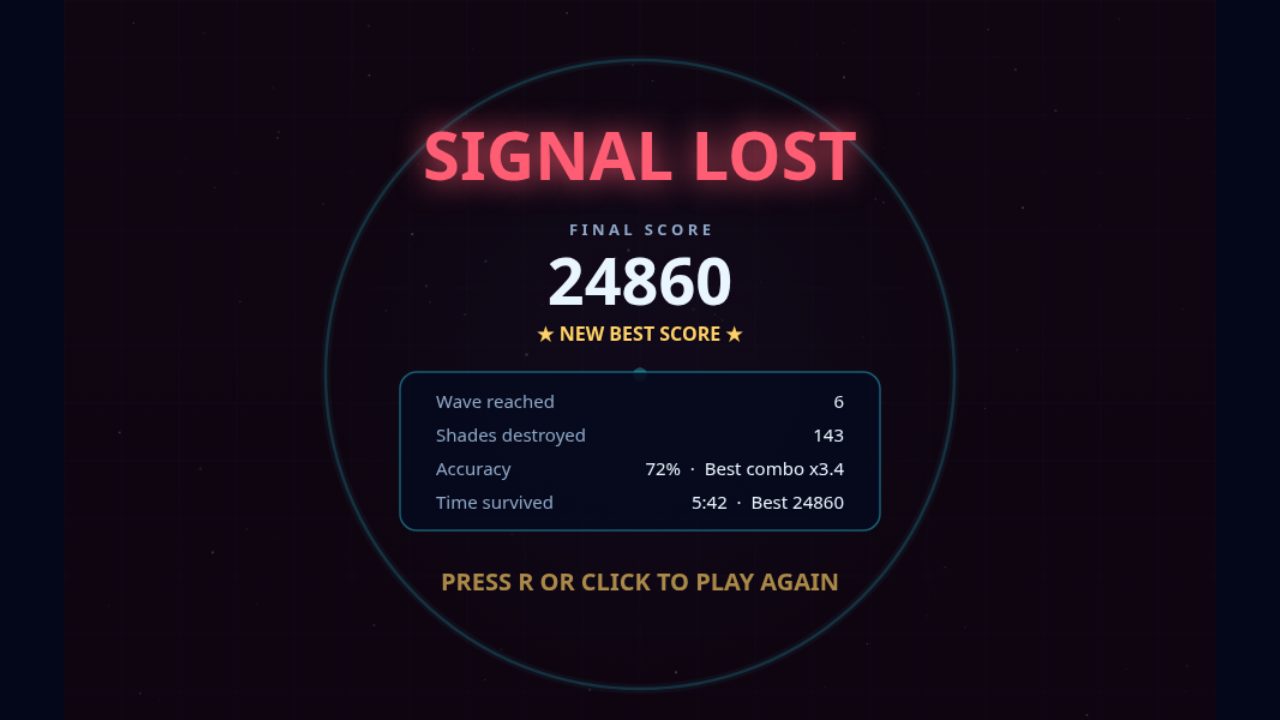 SIGNAL LOST
FINAL SCORE
24860
★ NEW BEST SCORE ★
Wave reached 6
Shades destroyed 143
Accuracy 72% · Best combo x3.4
Time survived 5:42 · Best 24860
PRESS R OR CLICK TO PLAY AGAIN